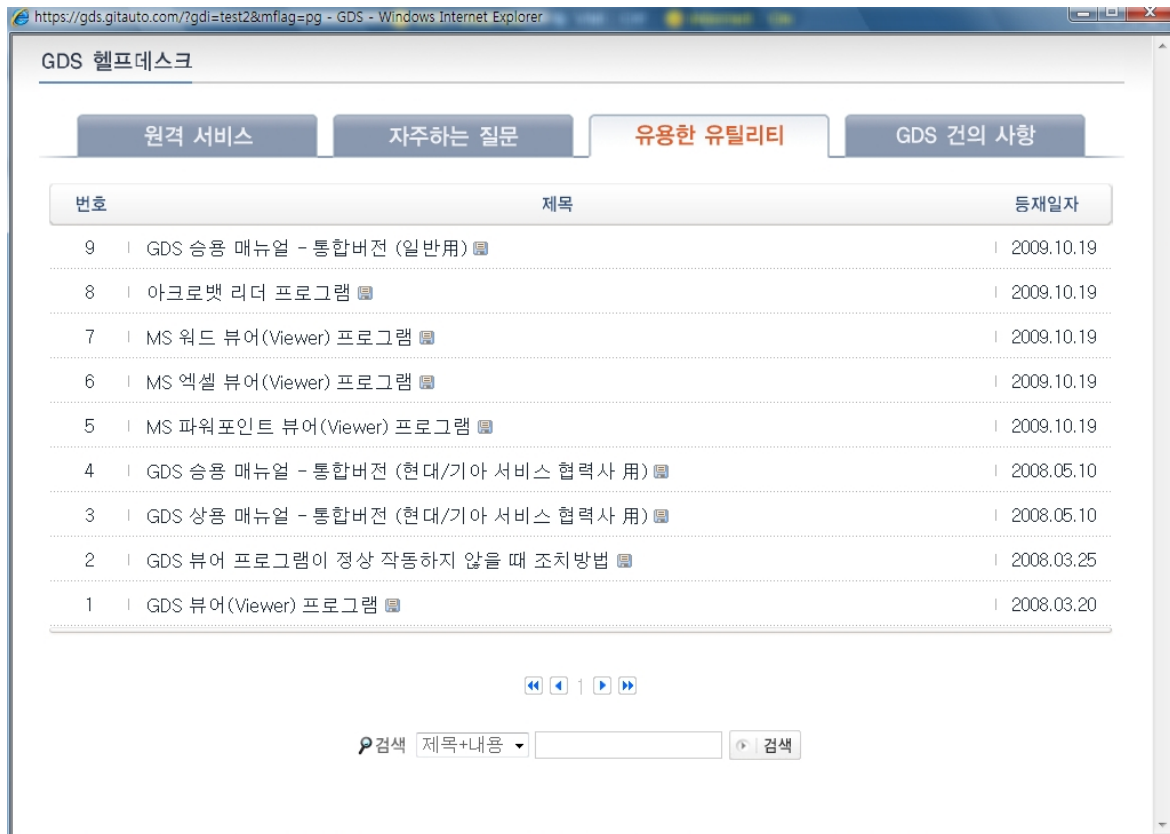 https://gds.gitauto.com/?gdi=test2&mflag=pg - GDS - Windows Internet Explorer
GDS 헬프데스크
원격 서비스 자주하는 질문 유용한 유틸리티 GDS 건의 사항
번호 제목 등재일자
9 GDS 승용 매뉴얼 - 통합버전 (일반用) 2009.10.19
8 아크로뱃 리더 프로그램 2009.10.19
7 MS 워드 뷰어(Viewer) 프로그램 2009.10.19
6 MS 엑셀 뷰어(Viewer) 프로그램 2009.10.19
5 MS 파워포인트 뷰어(Viewer) 프로그램 2009.10.19
4 GDS 승용 매뉴얼 - 통합버전 (현대/기아 서비스 협력사 用) 2008.05.10
3 GDS 상용 매뉴얼 - 통합버전 (현대/기아 서비스 협력사 用) 2008.05.10
2 GDS 뷰어 프로그램이 정상 작동하지 않을 때 조치방법 2008.03.25
1 GDS 뷰어(Viewer) 프로그램 2008.03.20
1
검색 제목+내용 검색